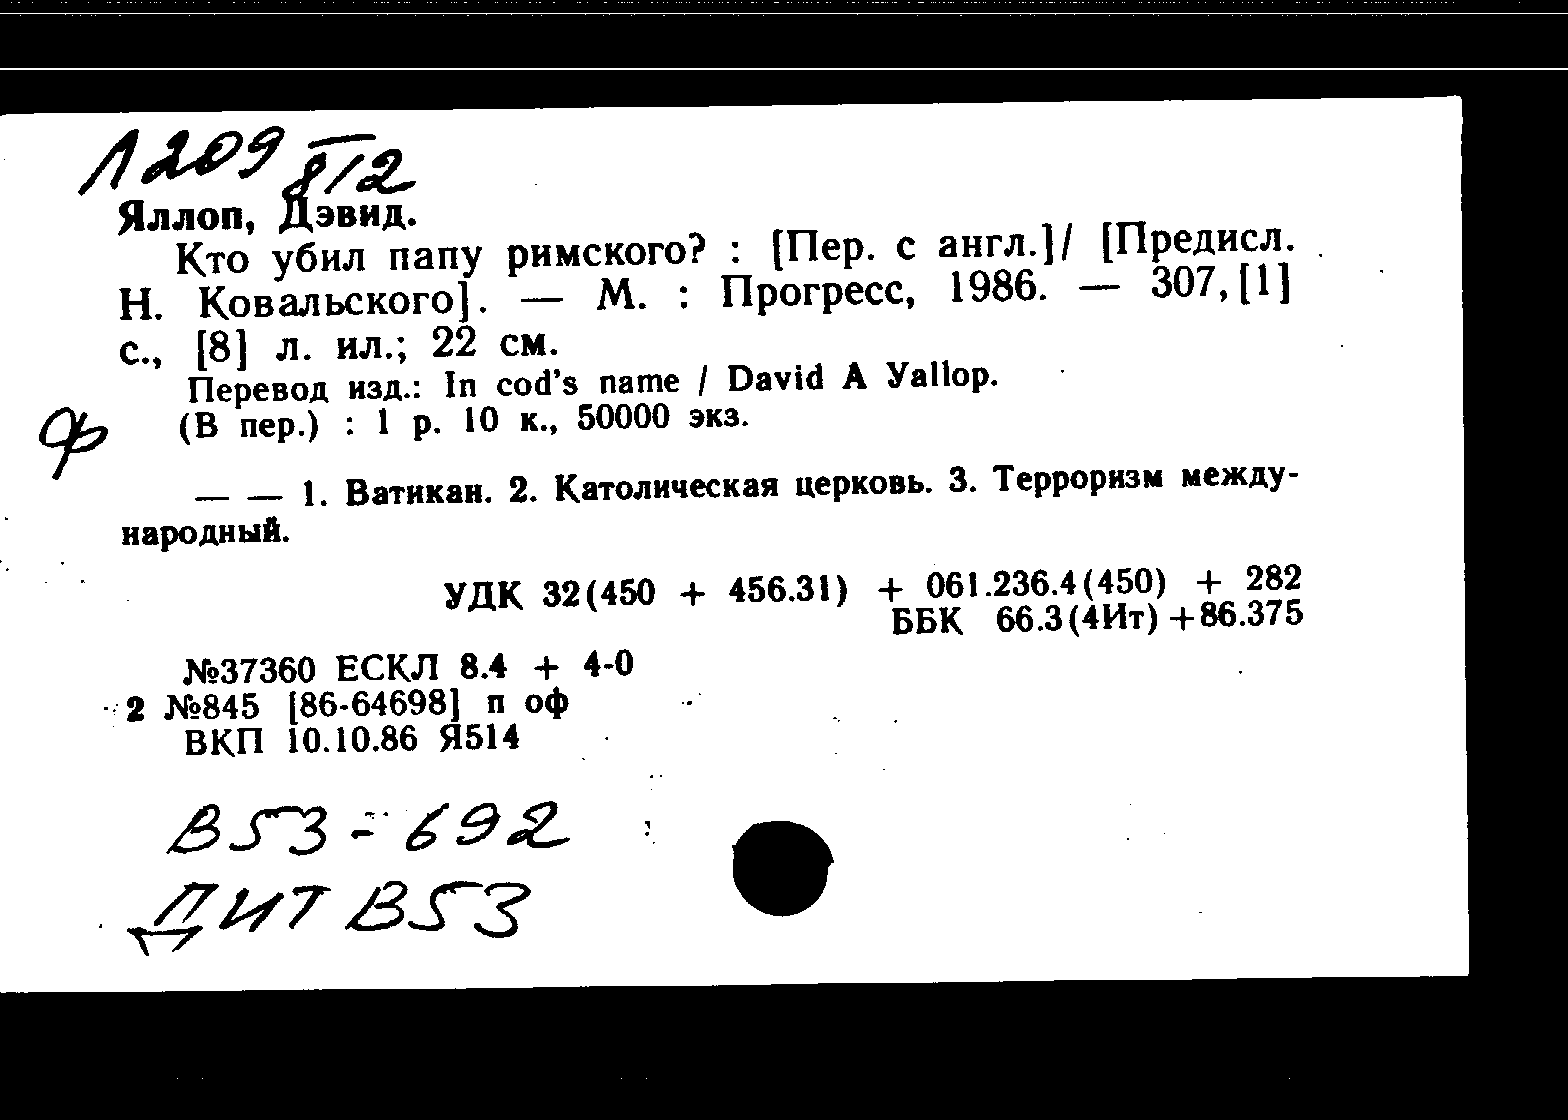 Л209 8/2
Яллоп, Дэвид.
Кто убил папу римского? : [Пер. с англ.]/ [Предисл.
Н. Ковальского]. — М. : Прогресс, 1986. — 307,[1]
с., [8] л. ил.; 22 см.
Перевод изд.: In cod's name / David A Yallop.
ф (В пер.) : 1 р. 10 к., 50000 экз.
— — 1. Ватикан. 2. Католическая церковь. 3. Терроризм между-
народный.
УДК 32(450 + 456.31) + 061.236.4(450) + 282
ББК 66.3(4Ит)+86.375
№37360 ЕСКЛ 8.4 + 4-0
2 №845 [86-64698] п оф
ВКП 10.10.86 Я514
В53-692
ДИТ В53